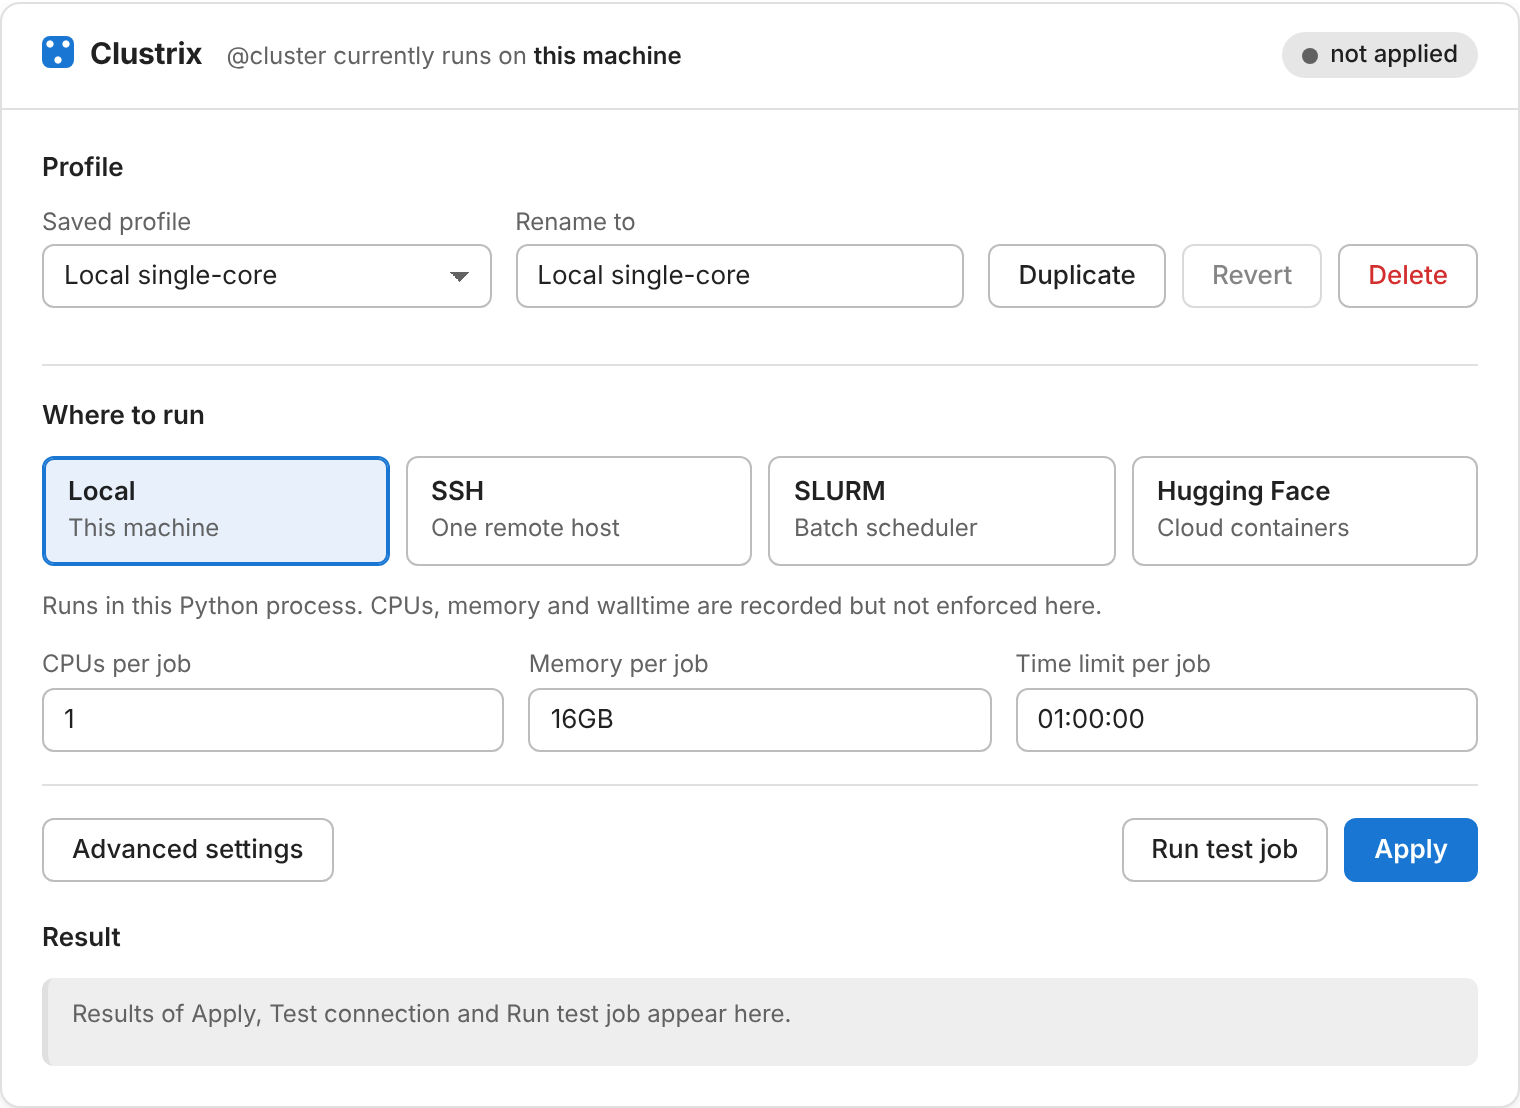 Clustrix @cluster currently runs on this machine not applied
Profile
Saved profile Rename to
Local single-core Local single-core Duplicate Revert Delete
Where to run
Local SSH SLURM Hugging Face
This machine One remote host Batch scheduler Cloud containers
Runs in this Python process. CPUs, memory and walltime are recorded but not enforced here.
CPUs per job Memory per job Time limit per job
1 16GB 01:00:00
Advanced settings Run test job Apply
Result
Results of Apply, Test connection and Run test job appear here.